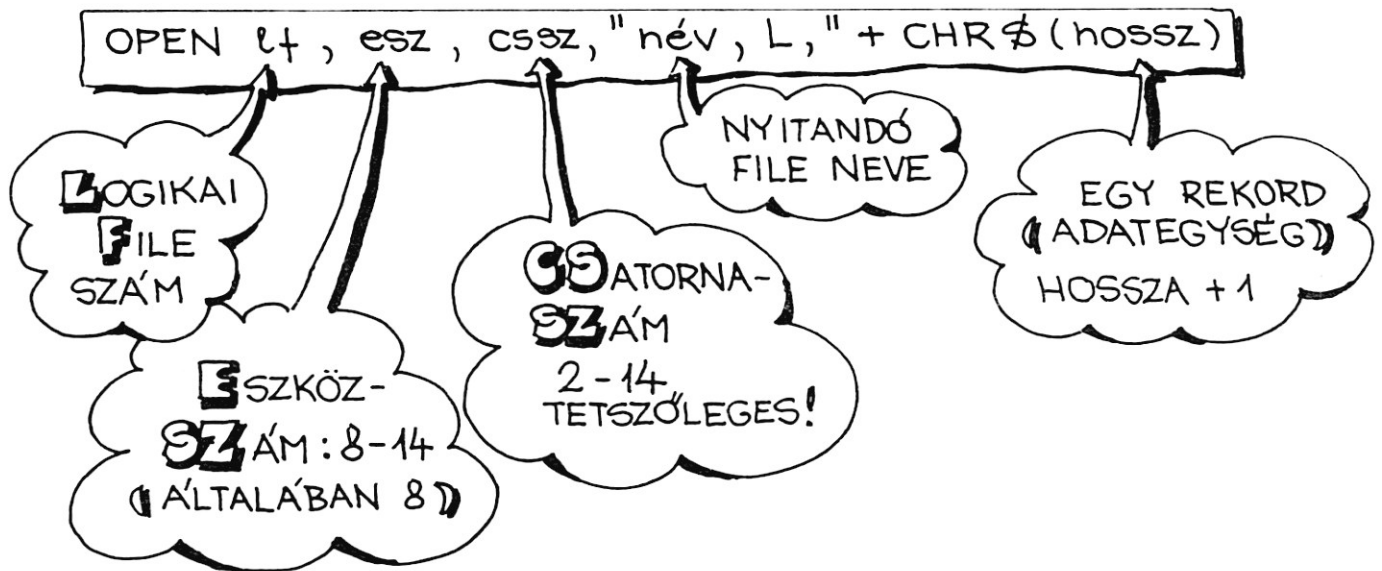 OPEN lf, esz, cssz, "név, L," + CHR$ (hossz)
LOGIKAI
FILE
SZÁM
ESZKÖZ-
SZÁM: 8-14
(ÁLTALÁBAN 8)
CSATORNA-
SZÁM
2-14
TETSZŐLEGES!
NYITANDÓ
FILE NEVE
EGY REKORD
(ADATEGYSÉG)
HOSSZA + 1